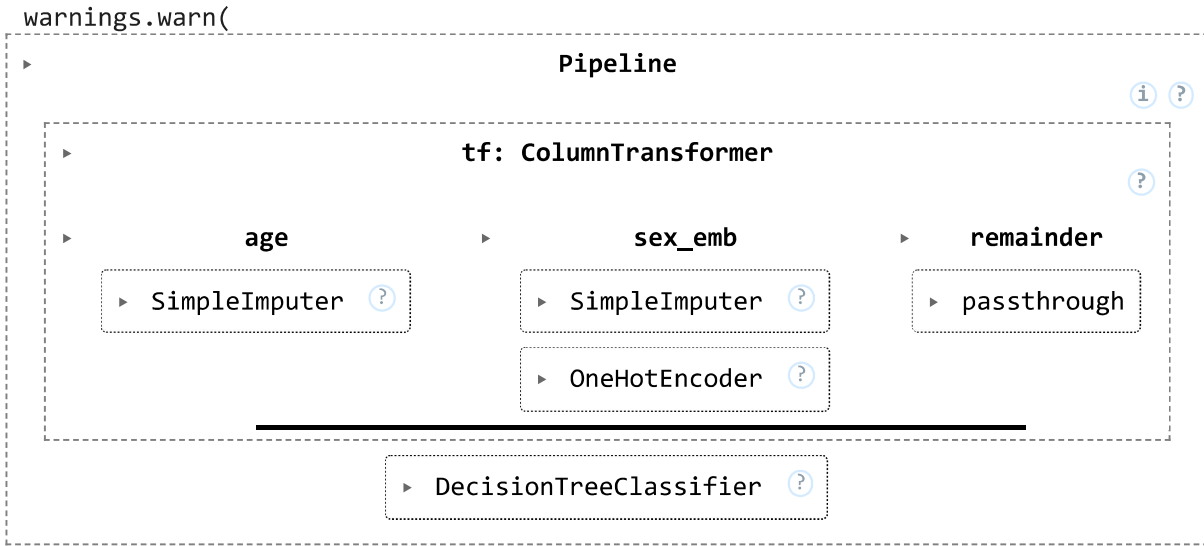 warnings.warn(
Pipeline
i ?
tf: ColumnTransformer
?
age sex_emb remainder
SimpleImputer ? SimpleImputer ? passthrough
OneHotEncoder ?
DecisionTreeClassifier ?